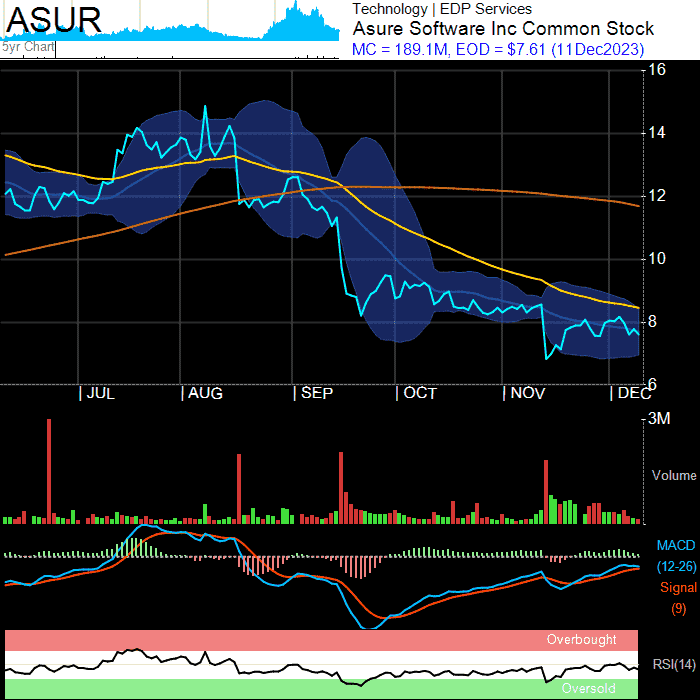 ASUR
5yr Chart
Technology | EDP Services
Asure Software Inc Common Stock
MC = 189.1M, EOD = $7.61 (11Dec2023)
16
14
12
10
8
6
| JUL | AUG | SEP | OCT | NOV | DEC
3M
Volume
MACD
(12-26)
Signal
(9)
Overbought
RSI(14)
Oversold